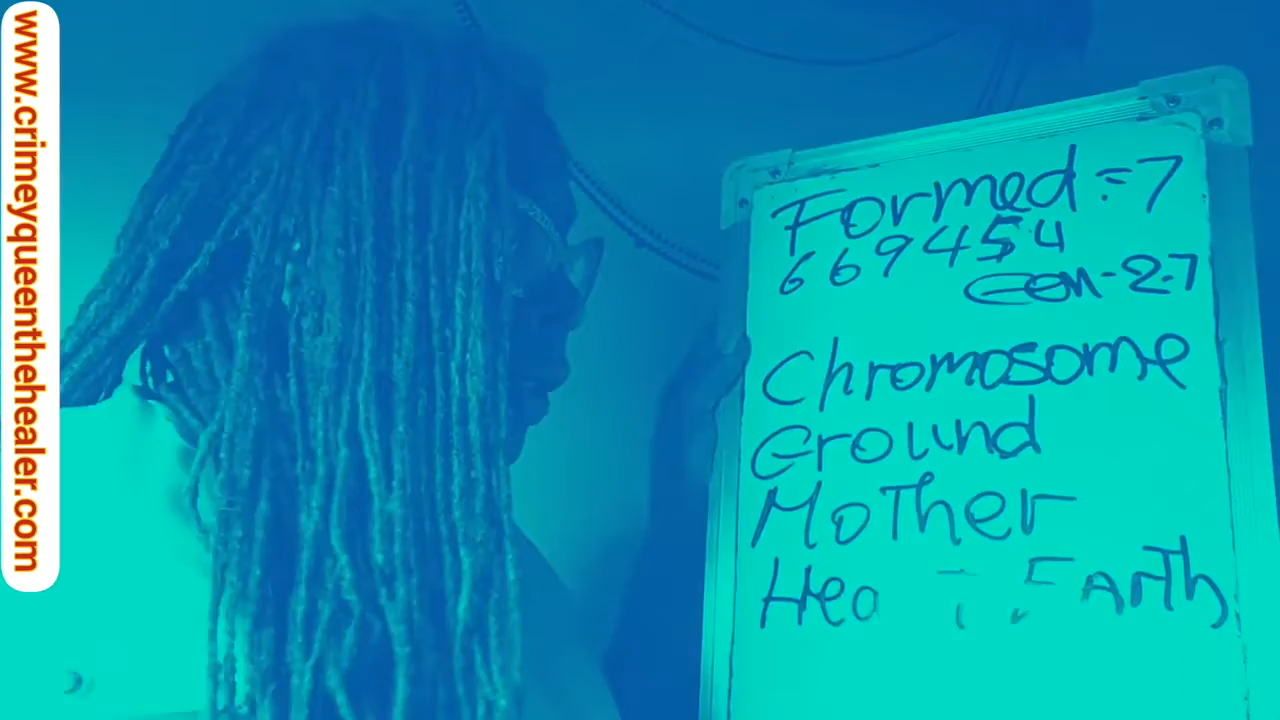 www.crimeyqueenthehealer.com
Formed = 7
669454
Gen-2.7
Chromosome
Ground
Mother
Earth